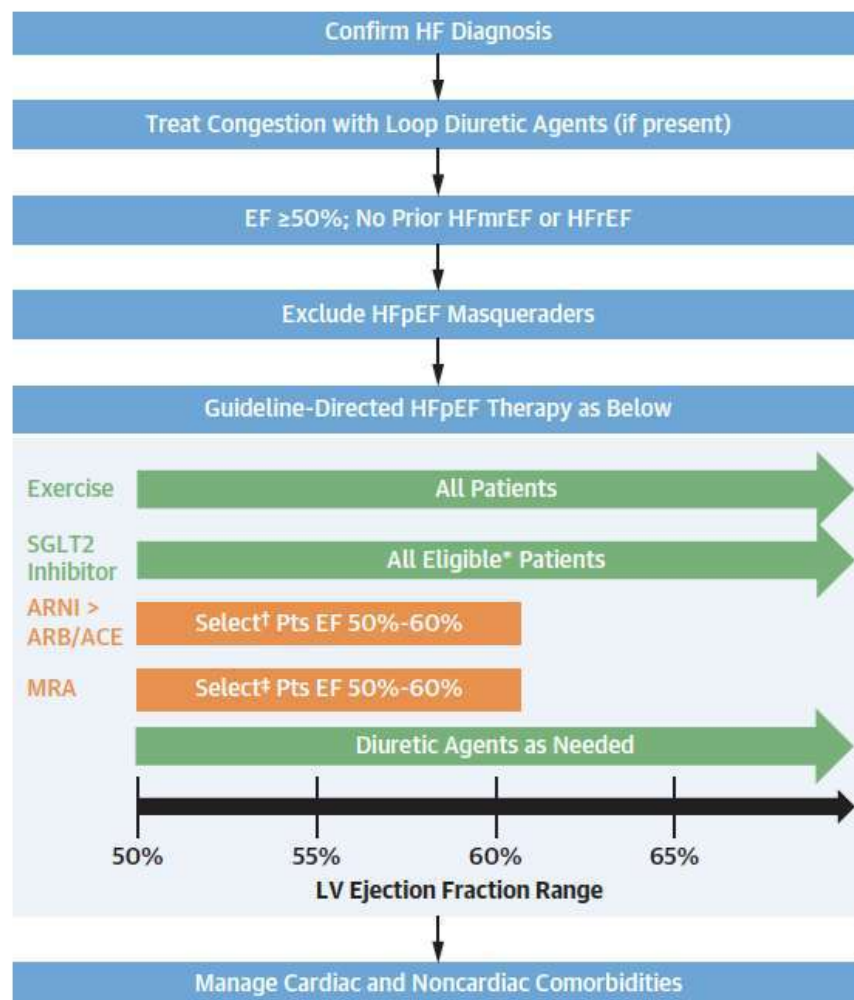 Confirm HF Diagnosis
Treat Congestion with Loop Diuretic Agents (if present)
EF ≥50%; No Prior HFmrEF or HFrEF
Exclude HFpEF Masqueraders
Guideline-Directed HFpEF Therapy as Below
Exercise
All Patients
SGLT2
Inhibitor
All Eligible* Patients
ARNI >
ARB/ACE
Select† Pts EF 50%-60%
MRA
Select‡ Pts EF 50%-60%
Diuretic Agents as Needed
50% 55% 60% 65%
LV Ejection Fraction Range
Manage Cardiac and Noncardiac Comorbidities